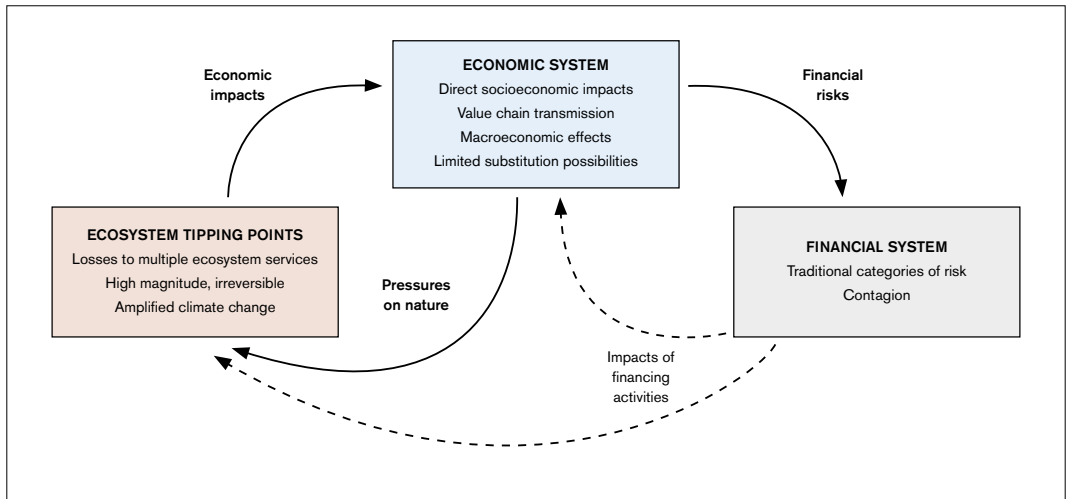 Economic
impacts
ECONOMIC SYSTEM
Direct socioeconomic impacts
Value chain transmission
Macroeconomic effects
Limited substitution possibilities
Financial
risks
ECOSYSTEM TIPPING POINTS
Losses to multiple ecosystem services
High magnitude, irreversible
Amplified climate change
Pressures
on nature
FINANCIAL SYSTEM
Traditional categories of risk
Contagion
Impacts of
financing
activities